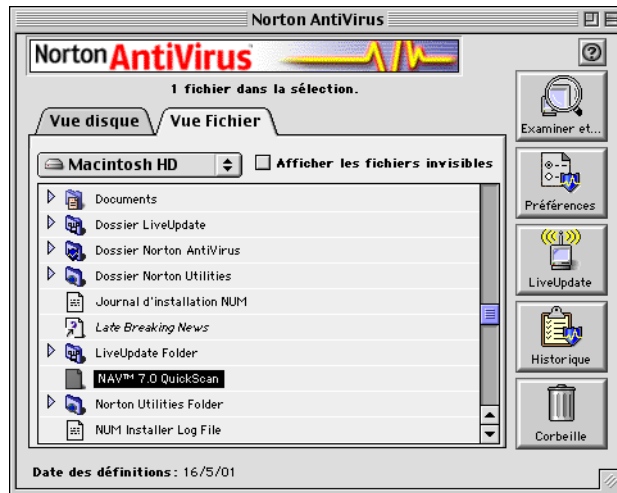 Norton AntiVirus
Norton AntiVirus
1 fichier dans la sélection.
Vue disque
Vue Fichier
Macintosh HD
Afficher les fichiers invisibles
Documents
Dossier LiveUpdate
Dossier Norton AntiVirus
Dossier Norton Utilities
Journal d'installation NUM
Late Breaking News
LiveUpdate Folder
NAV™ 7.0 QuickScan
Norton Utilities Folder
NUM Installer Log File
Date des définitions : 16/5/01
?
Examiner et...
Préférences
LiveUpdate
Historique
Corbeille